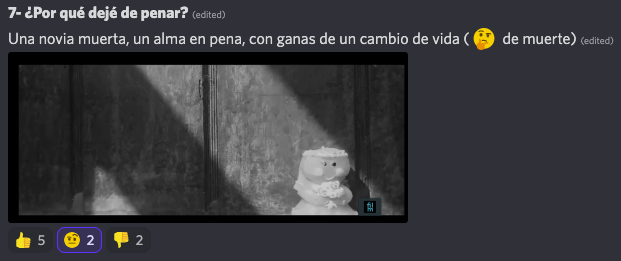 7- ¿Por qué dejé de penar? (edited)
Una novia muerta, un alma en pena, con ganas de un cambio de vida (🤔 de muerte) (edited)
👍 5 🤨 2 👎 2